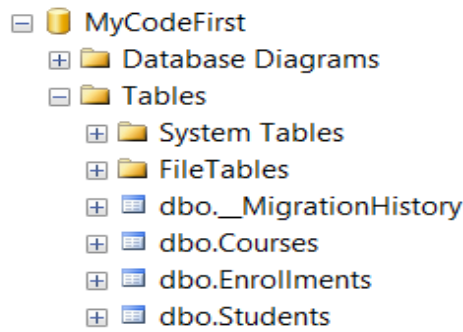 MyCodeFirst
Database Diagrams
Tables
System Tables
FileTables
dbo.__MigrationHistory
dbo.Courses
dbo.Enrollments
dbo.Students